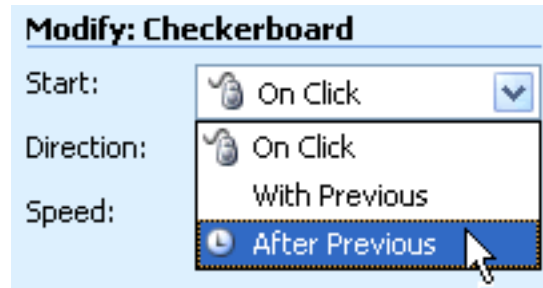 Modify: Checkerboard
Start:
On Click
Direction:
On Click
With Previous
Speed:
After Previous